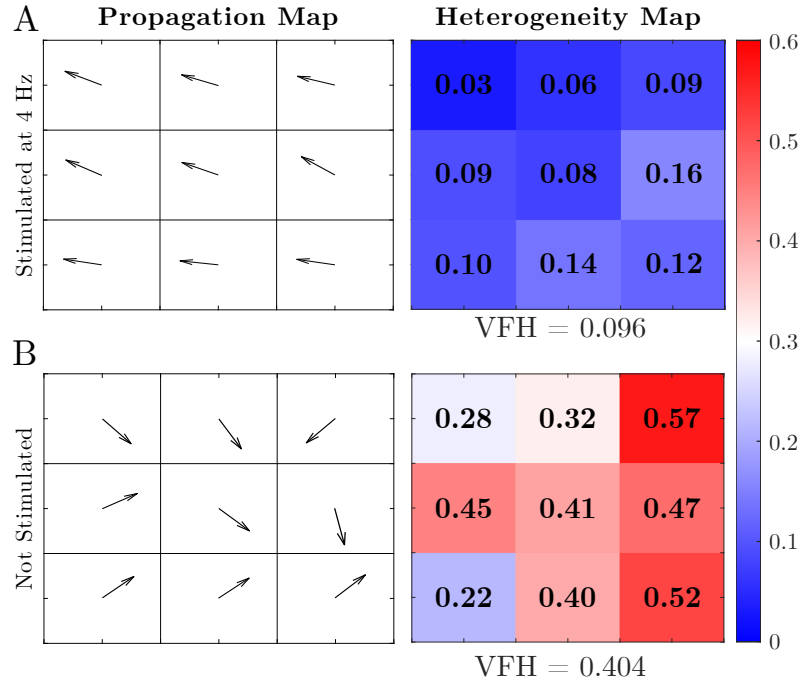 A
Propagation Map
Heterogeneity Map
Stimulated at 4 Hz
0.03 0.06 0.09
0.09 0.08 0.16
0.10 0.14 0.12
VFH = 0.096
B
Not Stimulated
0.28 0.32 0.57
0.45 0.41 0.47
0.22 0.40 0.52
VFH = 0.404
0.6
0.5
0.4
0.3
0.2
0.1
0